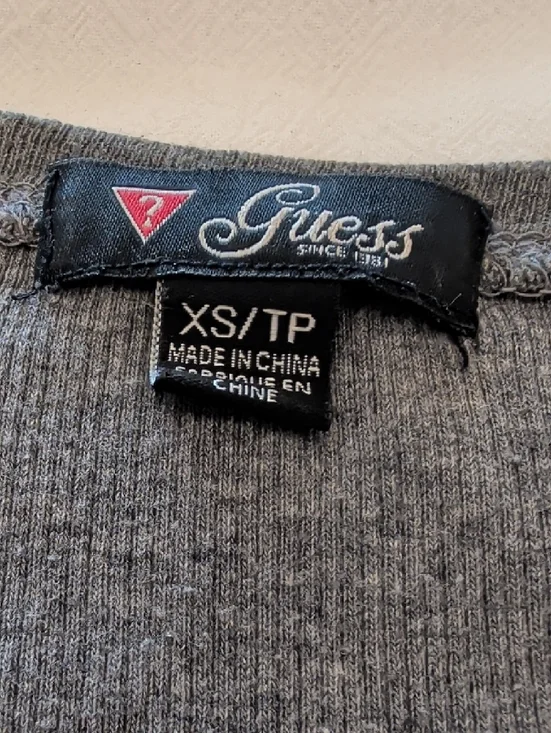 ?
Guess
SINCE 1981
XS/TP
MADE IN CHINA
FABRIQUE EN
CHINE